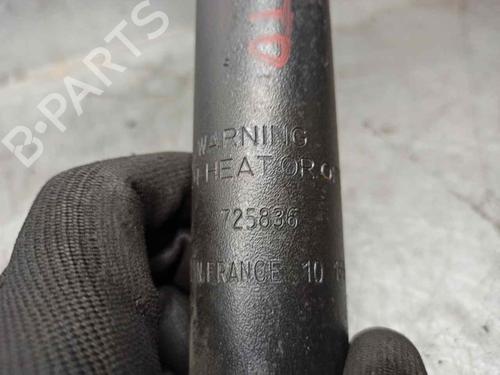 B-PARTS
WARNING
HEAT OR
725836
FRANCE 10